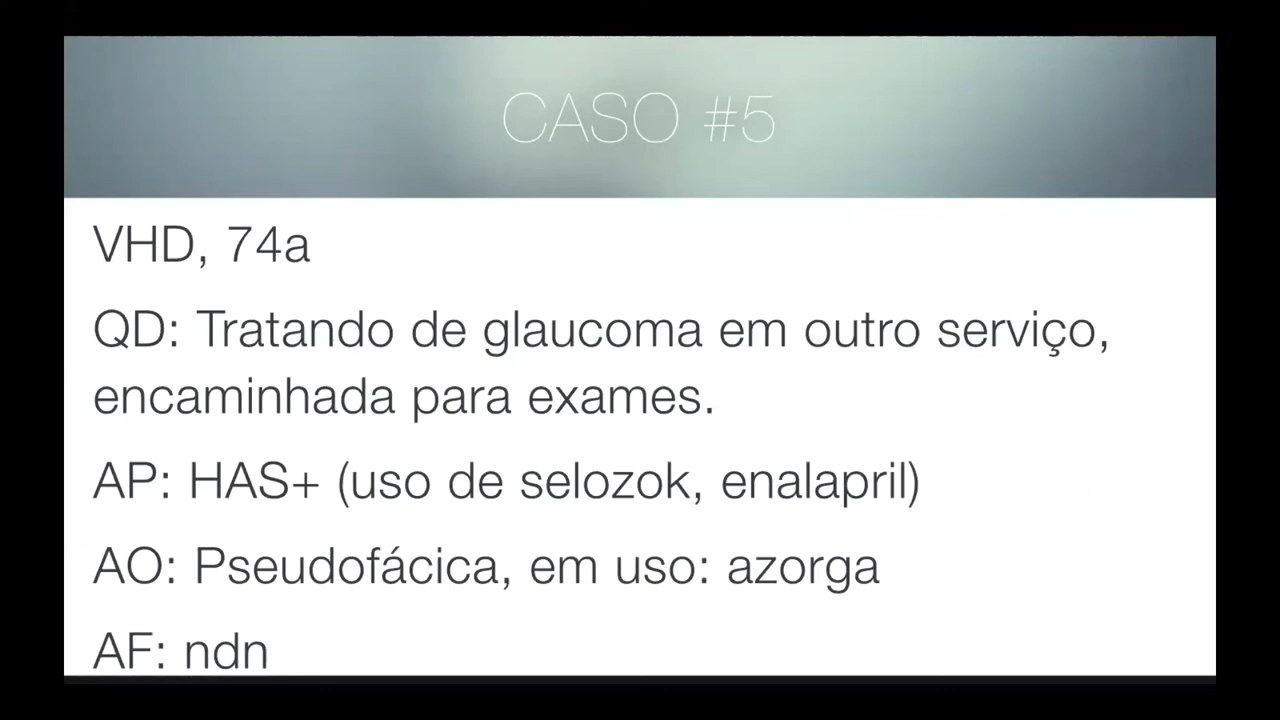 CASO #5
VHD, 74a
QD: Tratando de glaucoma em outro serviço,
encaminhada para exames.
AP: HAS+ (uso de selozok, enalapril)
AO: Pseudofácica, em uso: azorga
AF: ndn